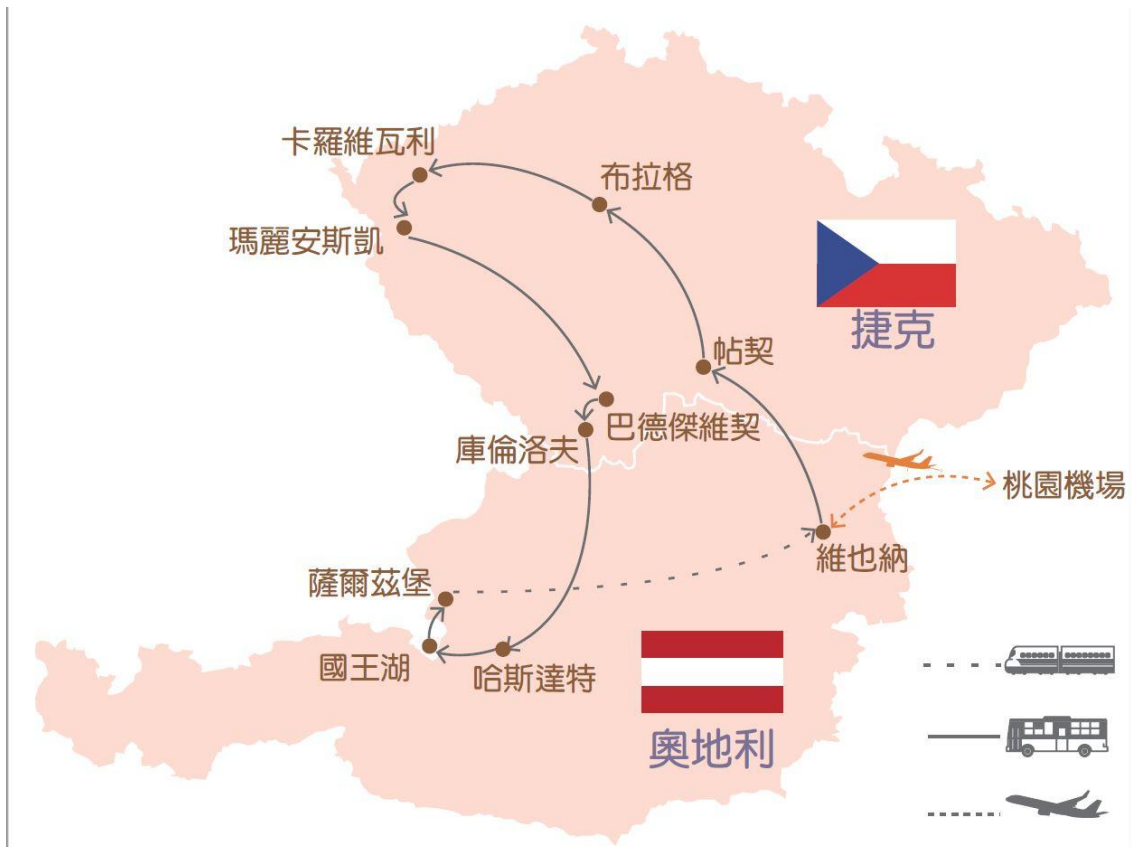 卡羅維瓦利
布拉格
瑪麗安斯凱
捷克
帖契
巴德傑維契
庫倫洛夫
桃園機場
維也納
薩爾茲堡
國王湖
哈斯達特
奧地利